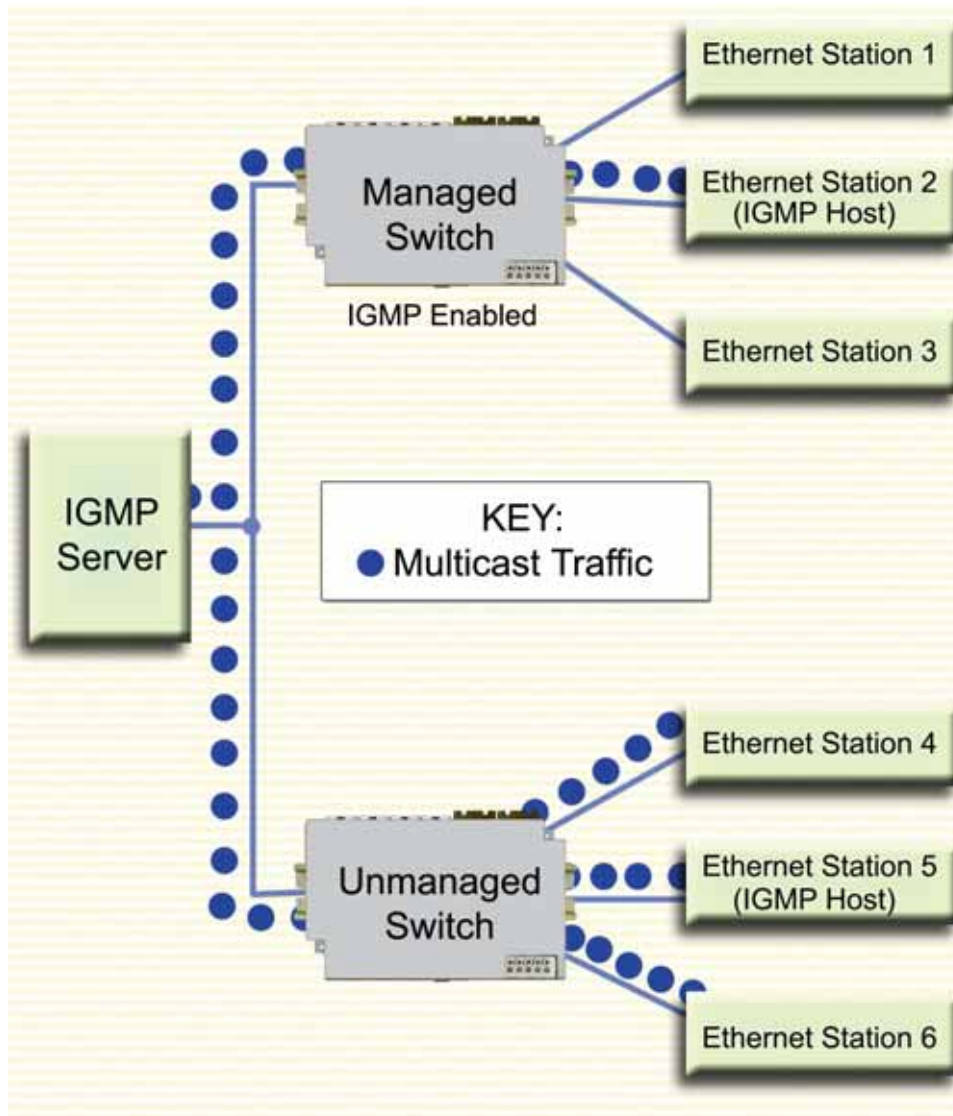 Ethernet Station 1
Managed
Switch
Ethernet Station 2
(IGMP Host)
IGMP Enabled
Ethernet Station 3
IGMP
Server
KEY:
Multicast Traffic
Ethernet Station 4
Unmanaged
Switch
Ethernet Station 5
(IGMP Host)
Ethernet Station 6